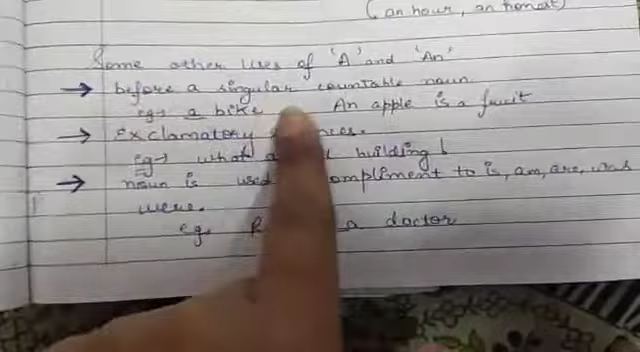 (an hour, an honest)
Some other uses of 'A' and 'An'
→ before a singular countable noun
eg → a bike An apple is a fruit
→ Exclamatory
eg → what a building !
→ noun is used compliment to is, am, are, was
were.
eg. a doctor